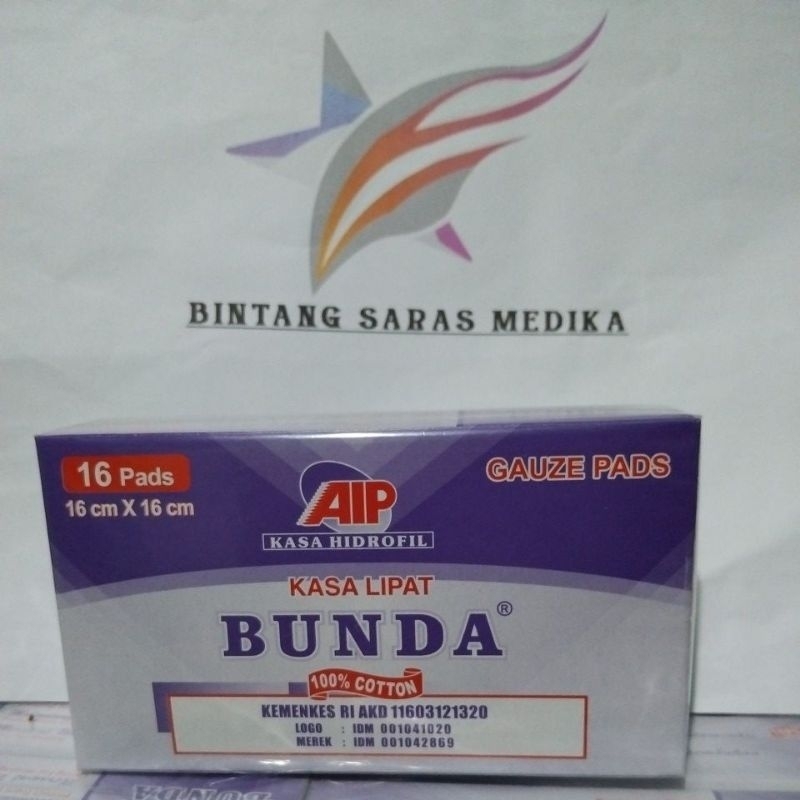 BINTANG SARAS MEDIKA
16 Pads
16 cm X 16 cm
AIP
KASA HIDROFIL
GAUZE PADS
KASA LIPAT
BUNDA®
100% COTTON
KEMENKES RI AKD 11603121320
LOGO : IDM 001041020
MEREK : IDM 001042869
BUNDA